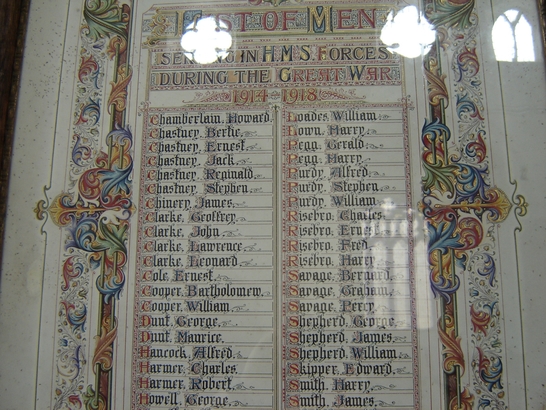 List of Men
Serving in H.M.S. Forces
During the Great War
1914 - 1918
Chamberlain, Howard.
Chastney, Bertie.
Chastney, Ernest.
Chastney, Jack.
Chastney, Reginald.
Chastney, Stephen.
Chinery, James.
Clarke, Geoffrey.
Clarke, John
Clarke, Lawrence
Clarke, Leonard
Cole, Ernest.
Cooper, Bartholomew.
Cooper, William.
Dunt, George.
Dunt, Maurice.
Hancock, Alfred.
Harmer, Charles.
Harmer, Robert.
Howell, George.
Loades, William
Lown, Harry.
Pegg, Gerald.
Pegg, Harry.
Purdy, Alfred.
Purdy, Stephen.
Purdy, William
Risebro, Charles.
Risebro, Ernest
Risebro, Fred.
Risebro, Harry
Savage, Bernard.
Savage, Graham.
Savage, Percy.
Shepherd, George.
Shepherd, James.
Shepherd, William
Skipper, Edward.
Smith, Harry.
Smith, James.